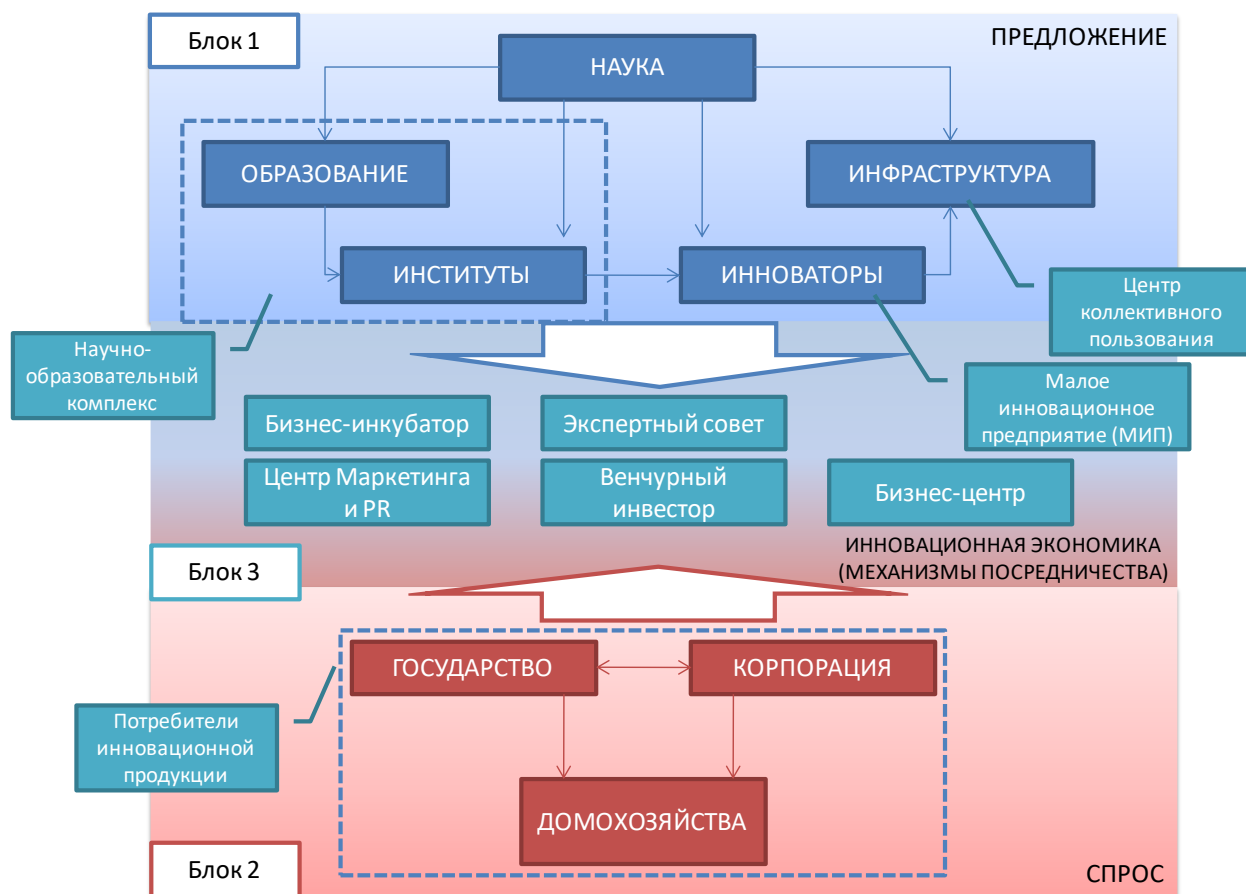 Блок 1
ПРЕДЛОЖЕНИЕ
НАУКА
ОБРАЗОВАНИЕ
ИНФРАСТРУКТУРА
ИНСТИТУТЫ
ИННОВАТОРЫ
Центр
коллективного
пользования
Научно-
образовательный
комплекс
Малое
инновационное
предприятие (МИП)
Бизнес-инкубатор
Экспертный совет
Центр Маркетинга
и PR
Венчурный
инвестор
Бизнес-центр
ИННОВАЦИОННАЯ ЭКОНОМИКА
(МЕХАНИЗМЫ ПОСРЕДНИЧЕСТВА)
Блок 3
ГОСУДАРСТВО
КОРПОРАЦИЯ
Потребители
инновационной
продукции
ДОМОХОЗЯЙСТВА
Блок 2
СПРОС